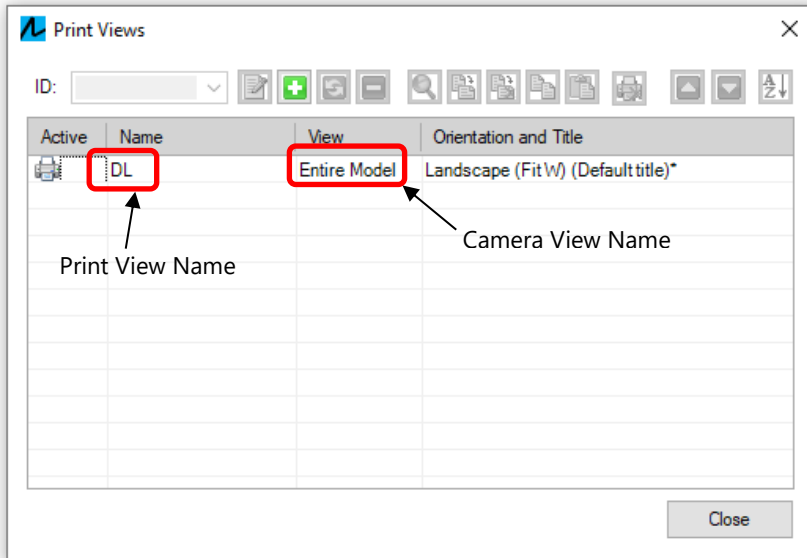 Print Views
ID:
A Z
Active Name View Orientation and Title
DL Entire Model Landscape (Fit W) (Default title)*
Camera View Name
Print View Name
Close